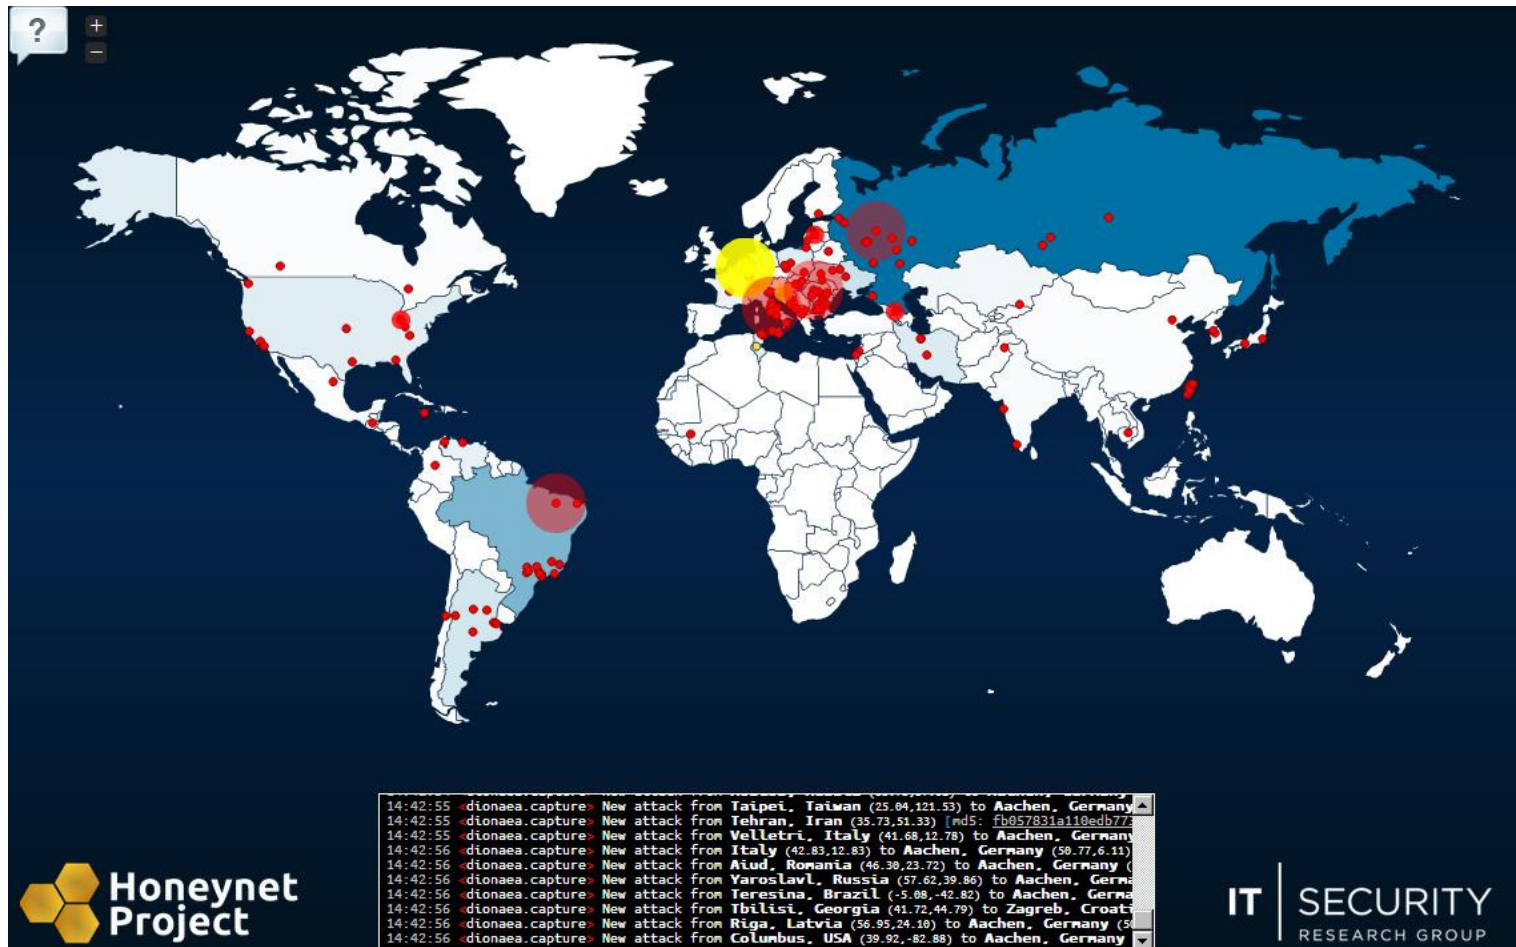 ?
+
−
14:42:55 <dionaea.capture> New attack from Taipei, Taiwan (25.04,121.53) to Aachen, Germany
14:42:55 <dionaea.capture> New attack from Tehran, Iran (35.73,51.33) [md5: fb057831a110edb773
14:42:55 <dionaea.capture> New attack from Velletri, Italy (41.68,12.78) to Aachen, Germany
14:42:56 <dionaea.capture> New attack from Italy (42.83,12.83) to Aachen, Germany (50.77,6.11)
14:42:56 <dionaea.capture> New attack from Aiud, Romania (46.30,23.72) to Aachen, Germany (
14:42:56 <dionaea.capture> New attack from Yaroslavl, Russia (57.62,39.86) to Aachen, Germa
14:42:56 <dionaea.capture> New attack from Teresina, Brazil (-5.08,-42.82) to Aachen, Germa
14:42:56 <dionaea.capture> New attack from Tbilisi, Georgia (41.72,44.79) to Zagreb, Croati
14:42:56 <dionaea.capture> New attack from Riga, Latvia (56.95,24.10) to Aachen, Germany (50
14:42:56 <dionaea.capture> New attack from Columbus, USA (39.92,-82.88) to Aachen, Germany
Honeynet
Project
IT SECURITY
RESEARCH GROUP